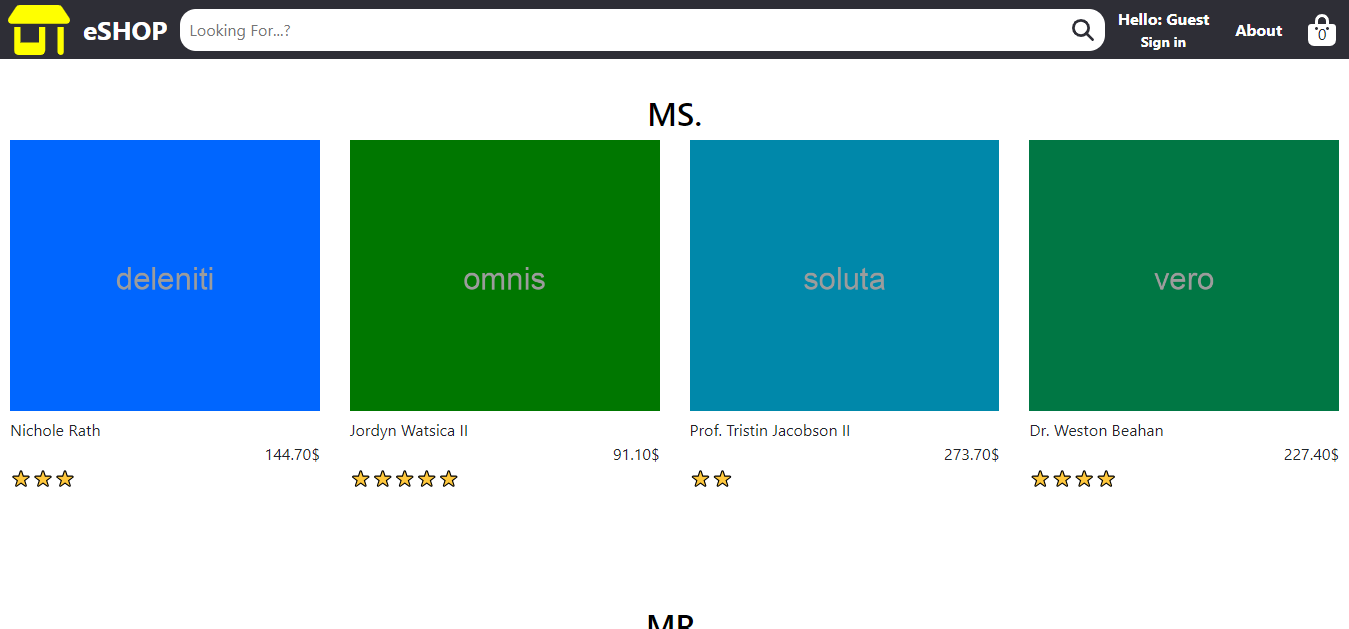 eSHOP
Looking For...?
Hello: Guest
Sign in
About
0
MS.
deleniti
omnis
soluta
vero
Nichole Rath
Jordyn Watsica II
Prof. Tristin Jacobson II
Dr. Weston Beahan
144.70$
91.10$
273.70$
227.40$